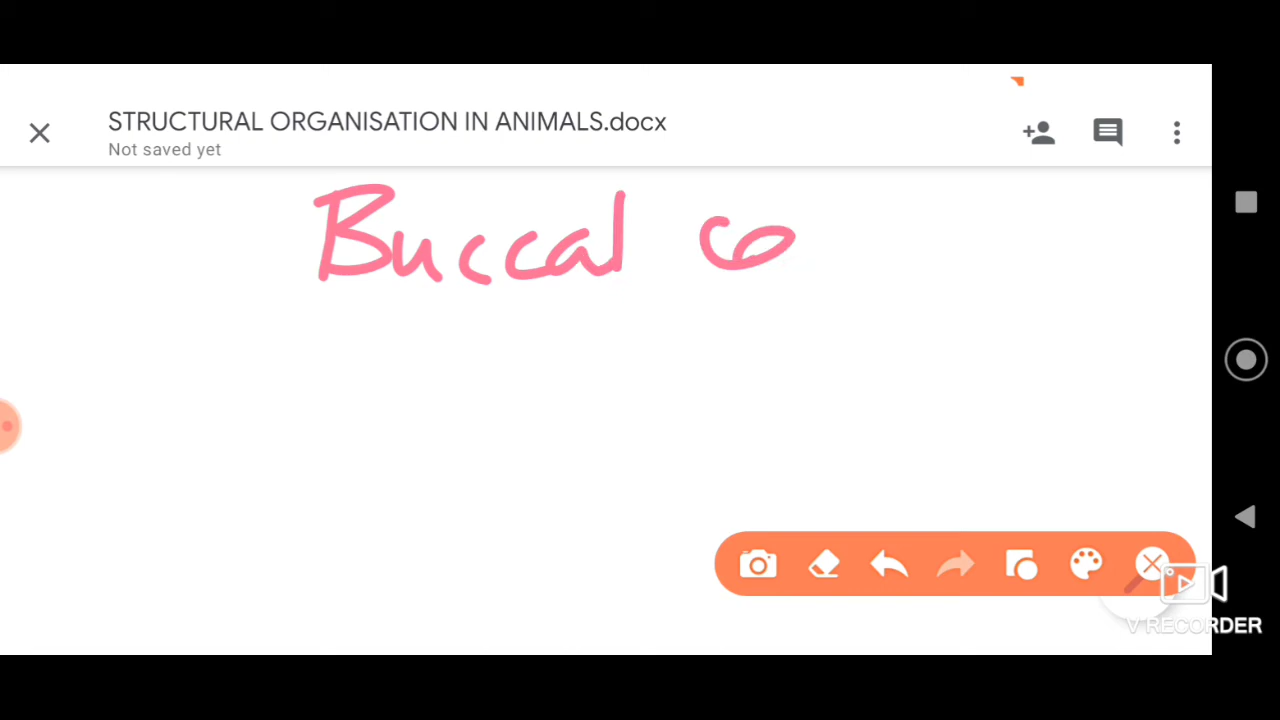 STRUCTURAL ORGANISATION IN ANIMALS.docx
Not saved yet
Buccal co
V RECORDER